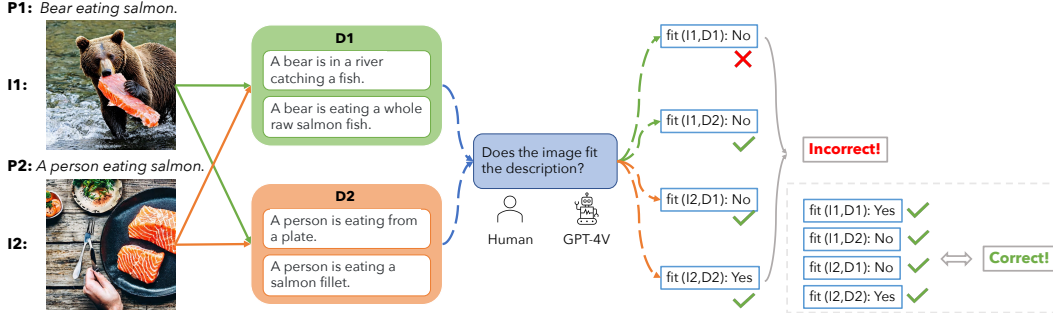 P1: Bear eating salmon.
I1:
P2: A person eating salmon.
I2:
D1
A bear is in a river
catching a fish.
A bear is eating a whole
raw salmon fish.
D2
A person is eating from
a plate.
A person is eating a
salmon fillet.
Does the image fit
the description?
Human
GPT-4V
fit (I1,D1): No
fit (I1,D2): No
fit (I2,D1): No
fit (I2,D2): Yes
Incorrect!
fit (I1,D1): Yes
fit (I1,D2): No
fit (I2,D1): No
fit (I2,D2): Yes
Correct!